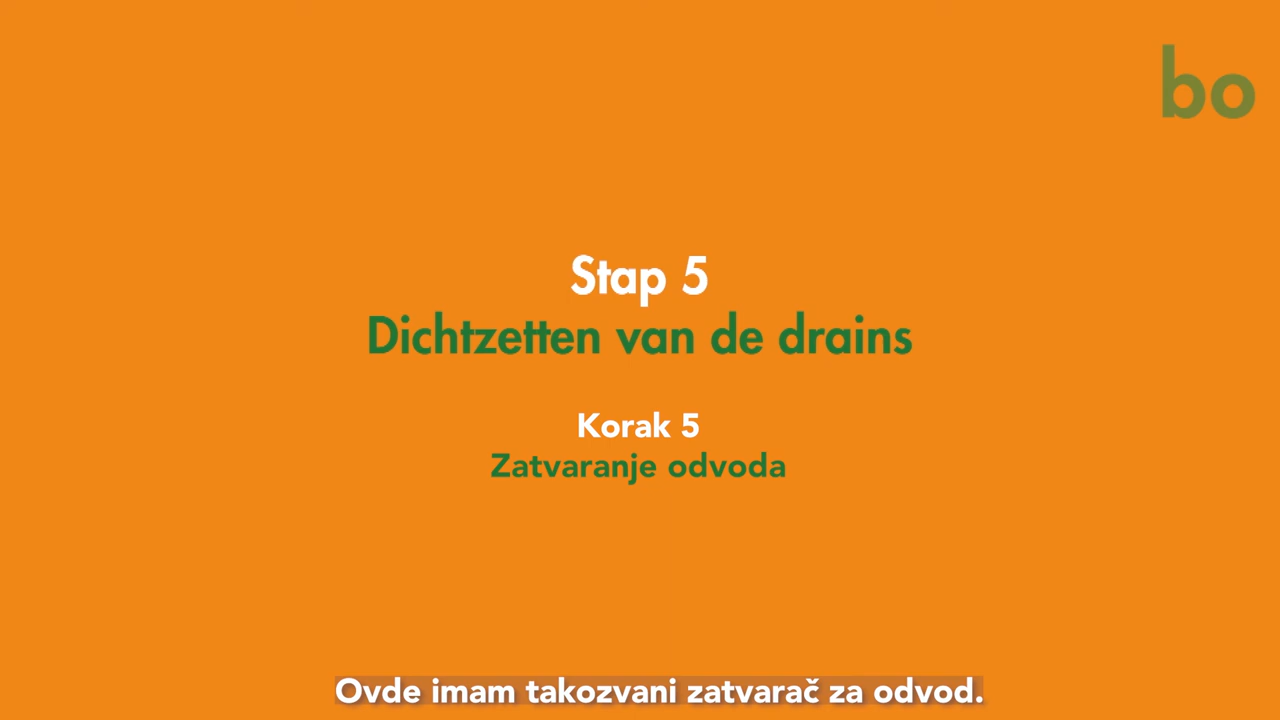 bo
Stap 5
Dichtzetten van de drains
Korak 5
Zatvaranje odvoda
Ovde imam takozvani zatvarač za odvod.